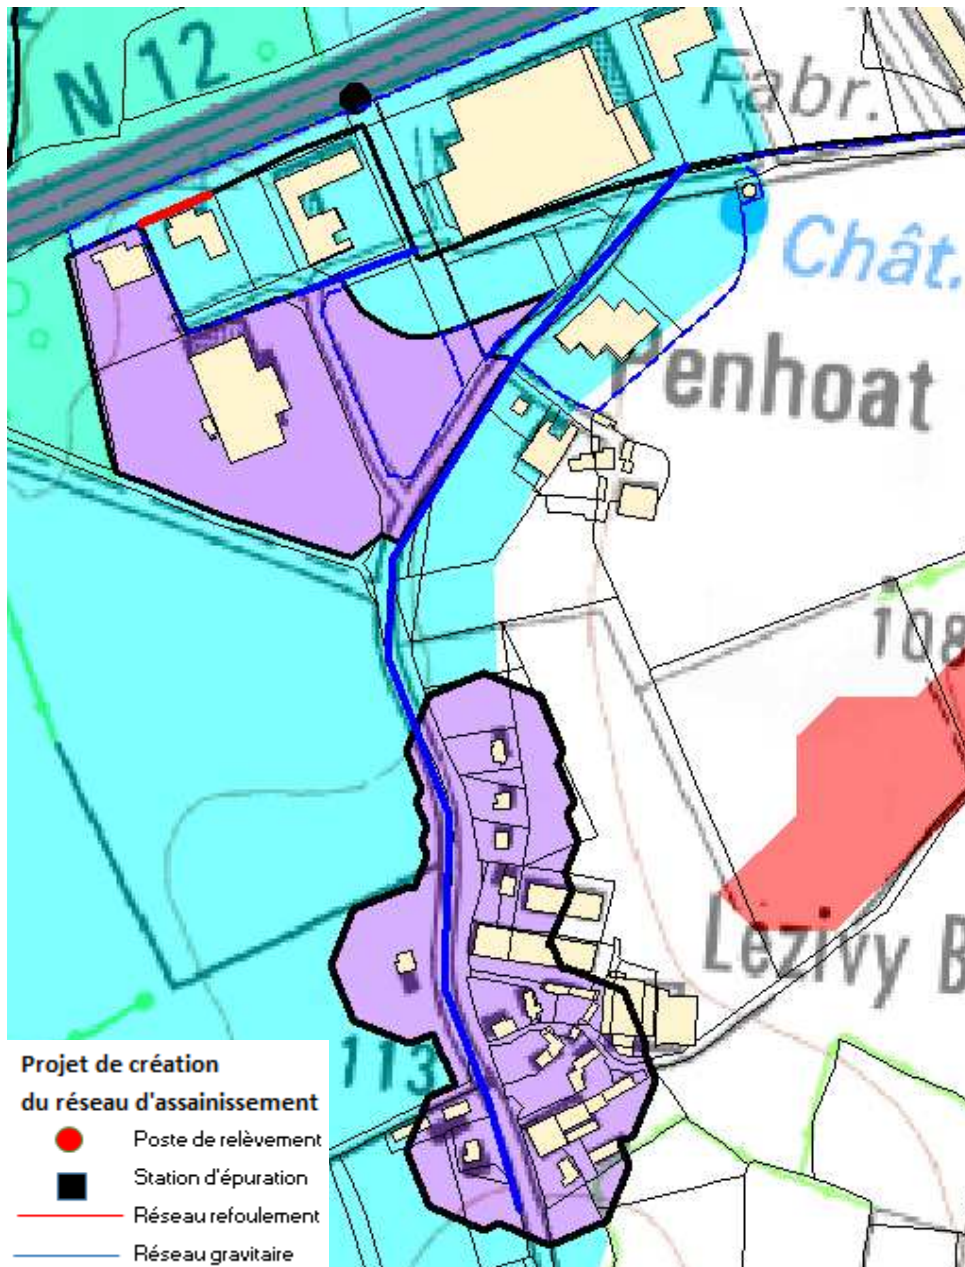 N 12
Fabr.
Chât.
Penhoat
108
Lezivy B
113
Projet de création
du réseau d'assainissement
Poste de relèvement
Station d'épuration
Réseau refoulement
Réseau gravitaire